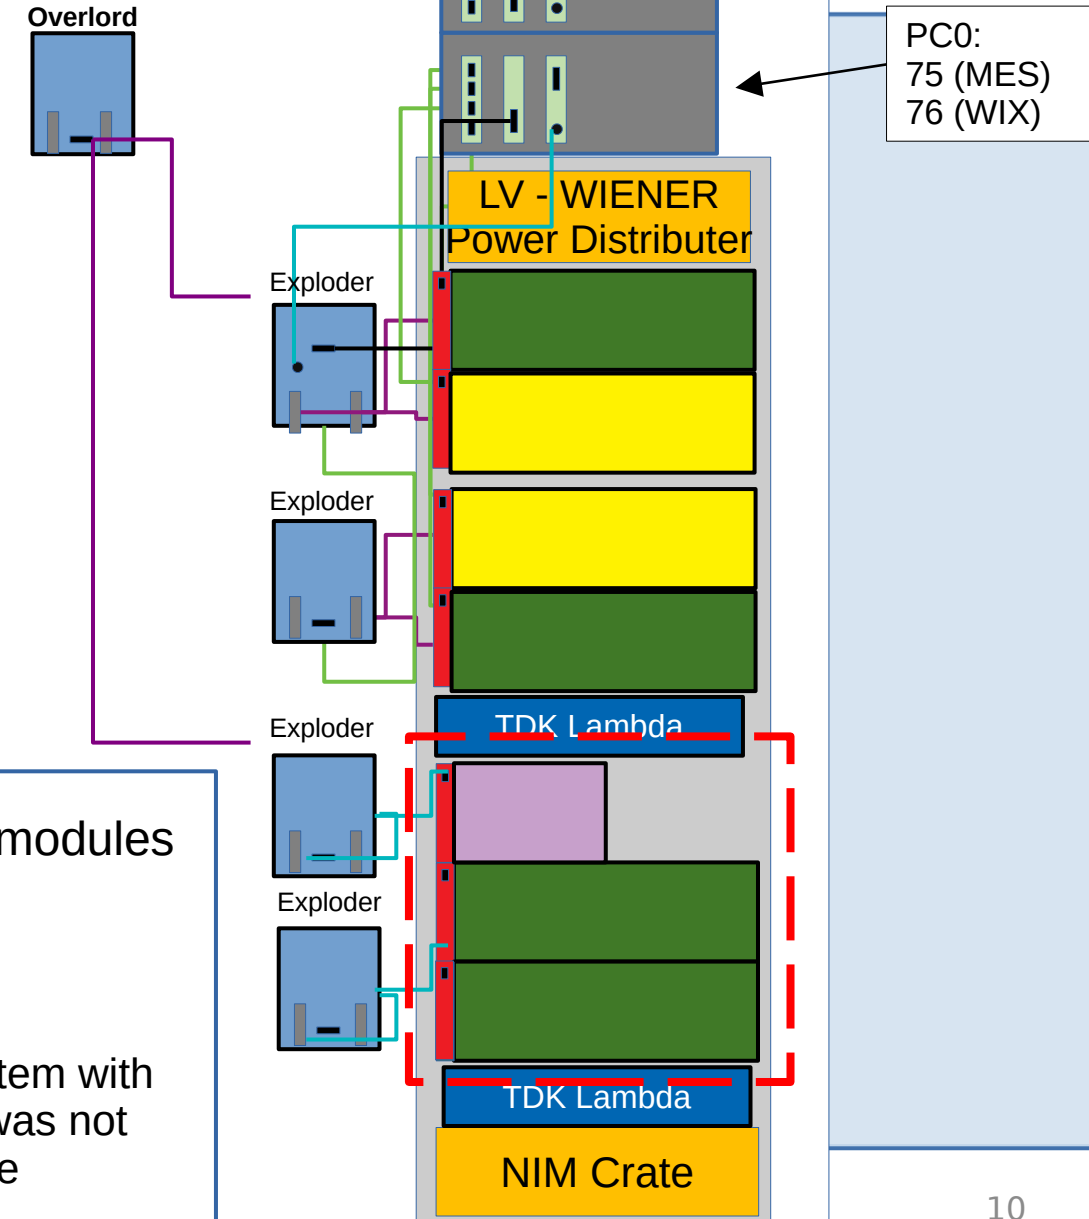 Overlord
PC0:
75 (MES)
76 (WIX)
LV - WIENER
Power Distributer
Exploder
Exploder
TDK Lambda
Exploder
modules
Exploder
tem with
was not
e
TDK Lambda
NIM Crate
10